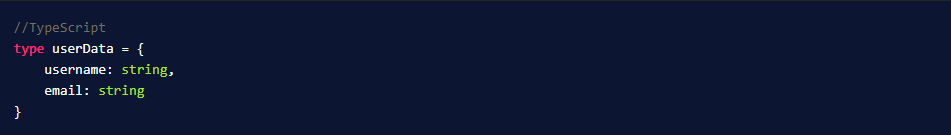 //TypeScript
type userData = {
    username: string,
    email: string
}